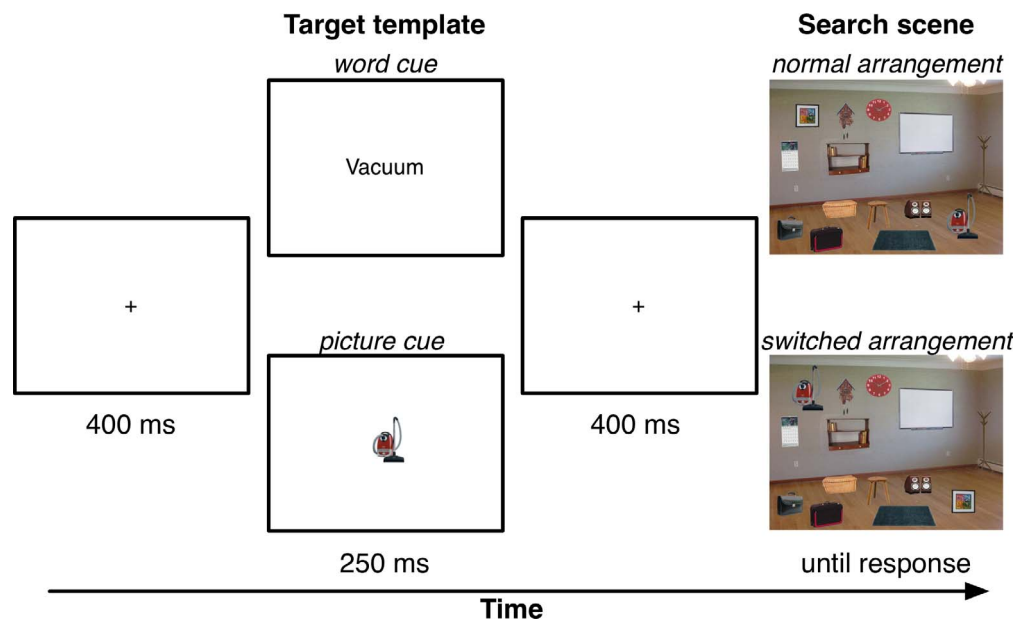 Target template
Search scene
word cue
normal arrangement
Vacuum
+
+
picture cue
switched arrangement
400 ms
400 ms
250 ms
until response
Time